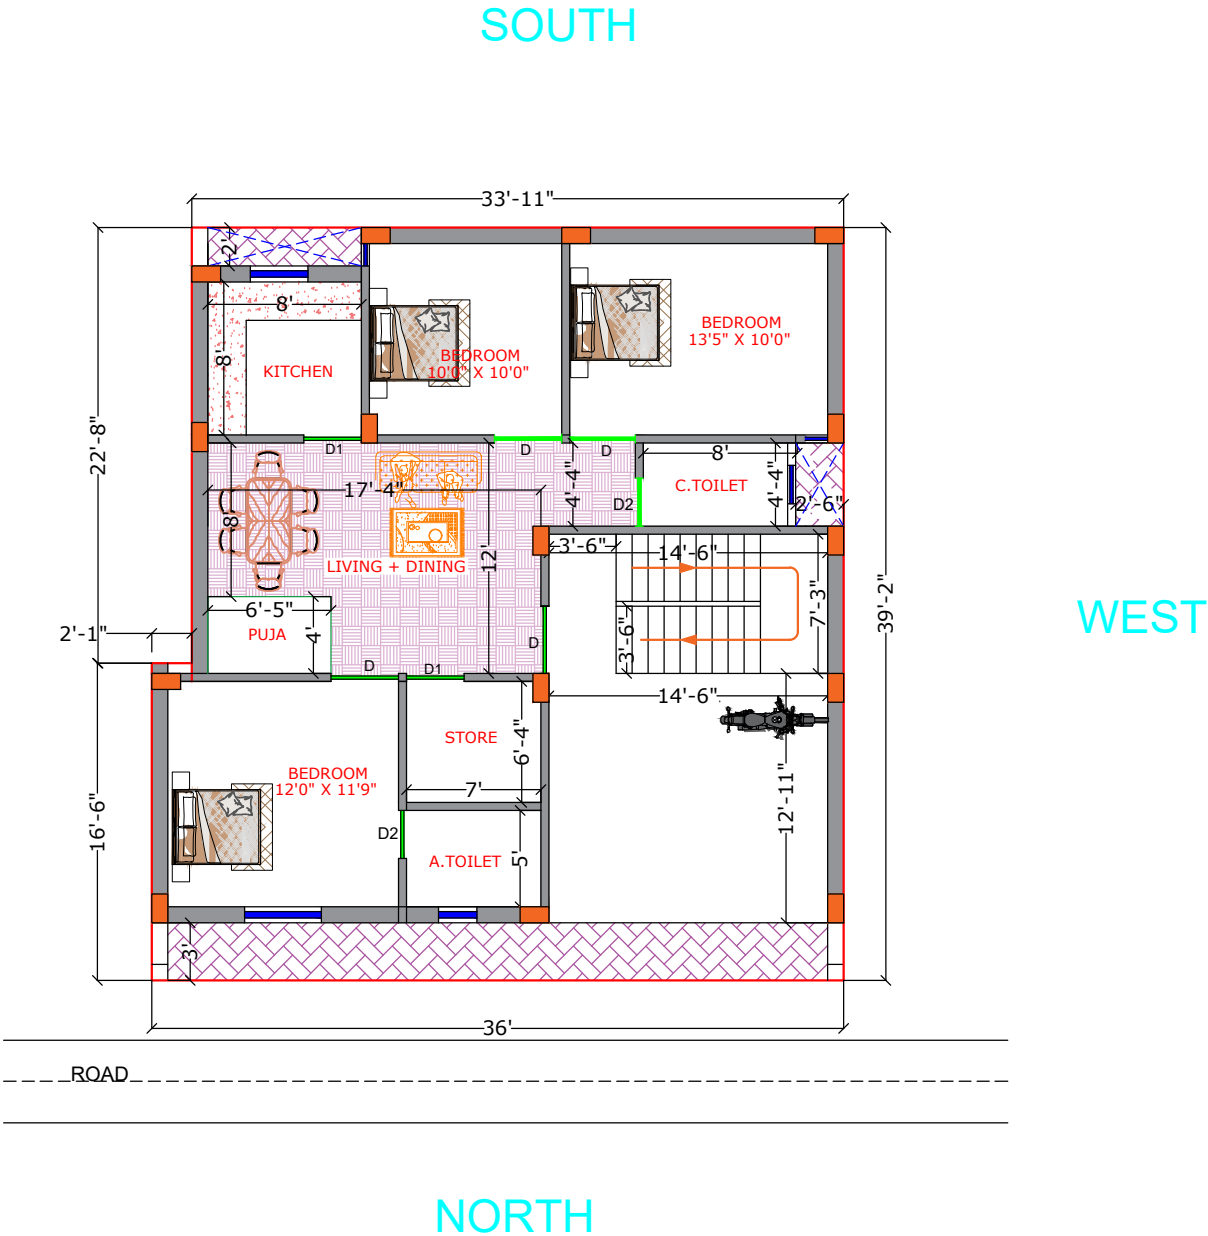 SOUTH
33'-11"
2'
8'
BEDROOM
13'5" X 10'0"
BEDROOM
10'0" X 10'0"
8'
KITCHEN
22'-8"
D1
D
D
8'
4'-4"
C.TOILET
4'-4"
17'-4"
D2
2'-6"
8'
3'-6"
14'-6"
12'
LIVING + DINING
39'-2"
7'-3"
WEST
6'-5"
2'-1"
PUJA
4'
D
3'-6"
D
D1
14'-6"
STORE
6'-4"
BEDROOM
12'0" X 11'9"
7'
12'-11"
16'-6"
D2
A.TOILET
5'
3'
36'
ROAD
NORTH